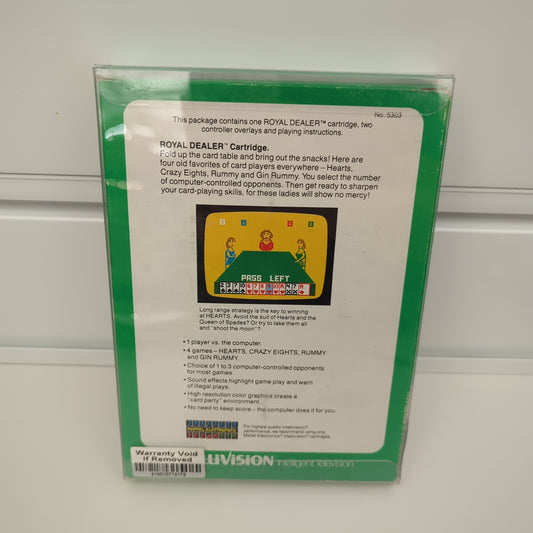 No. 5303
This package contains one ROYAL DEALER™ cartridge, two
controller overlays and playing instructions.
ROYAL DEALER™ Cartridge.
Fold up the card table and bring out the snacks! Here are
four old favorites of card players everywhere – Hearts,
Crazy Eights, Rummy and Gin Rummy. You select the number
of computer-controlled opponents. Then get ready to sharpen
your card-playing skills, for these ladies will show no mercy!
PASS LEFT
Long range strategy is the key to winning
at HEARTS. Avoid the suit of Hearts and the
Queen of Spades? Or try to take them all
and "shoot the moon"?
• 1 player vs. the computer.
• 4 games – HEARTS, CRAZY EIGHTS, RUMMY
and GIN RUMMY.
• Choice of 1 to 3 computer-controlled opponents
for most games.
• Sound effects highlight game play and warn
of illegal plays.
• High resolution color graphics create a
"card party" environment.
• No need to keep score – the computer does it for you.
For highest quality Intellivision®
performance, we recommend using only
Mattel Electronics® Intellivision® cartridges.
Warranty Void
if Removed
LLIVISION Intelligent Television